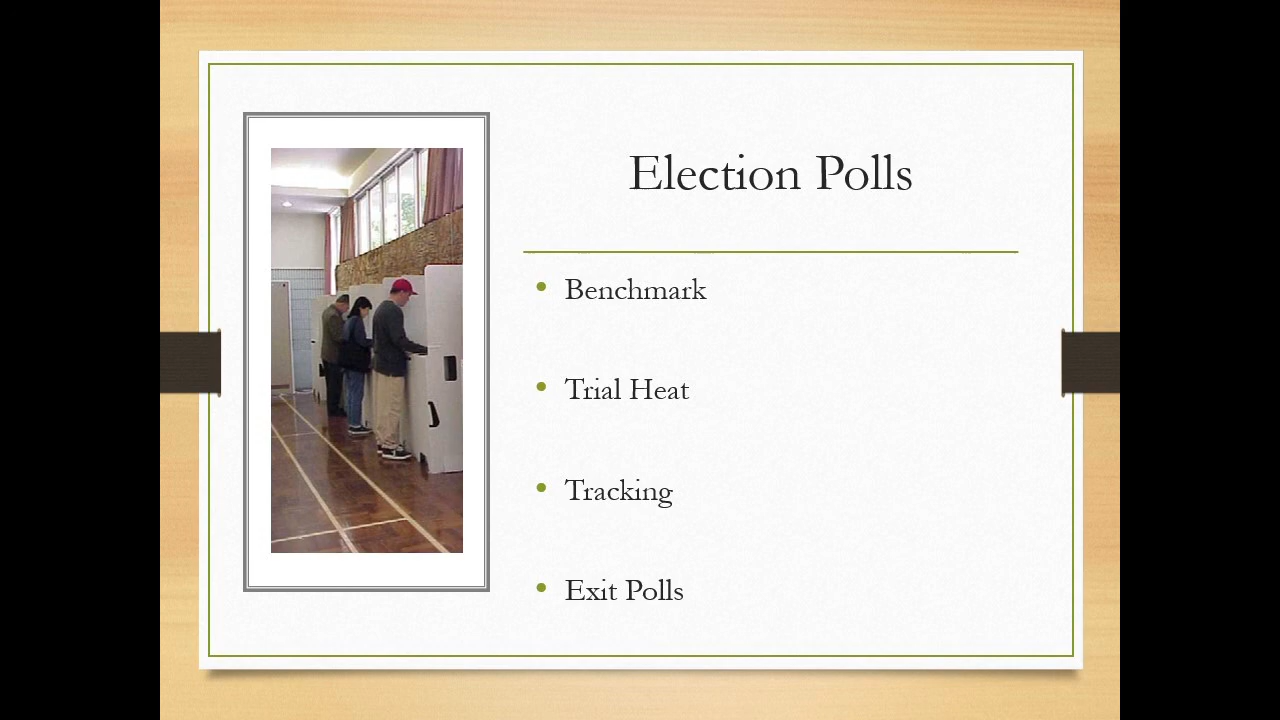 Election Polls
• Benchmark
• Trial Heat
• Tracking
• Exit Polls